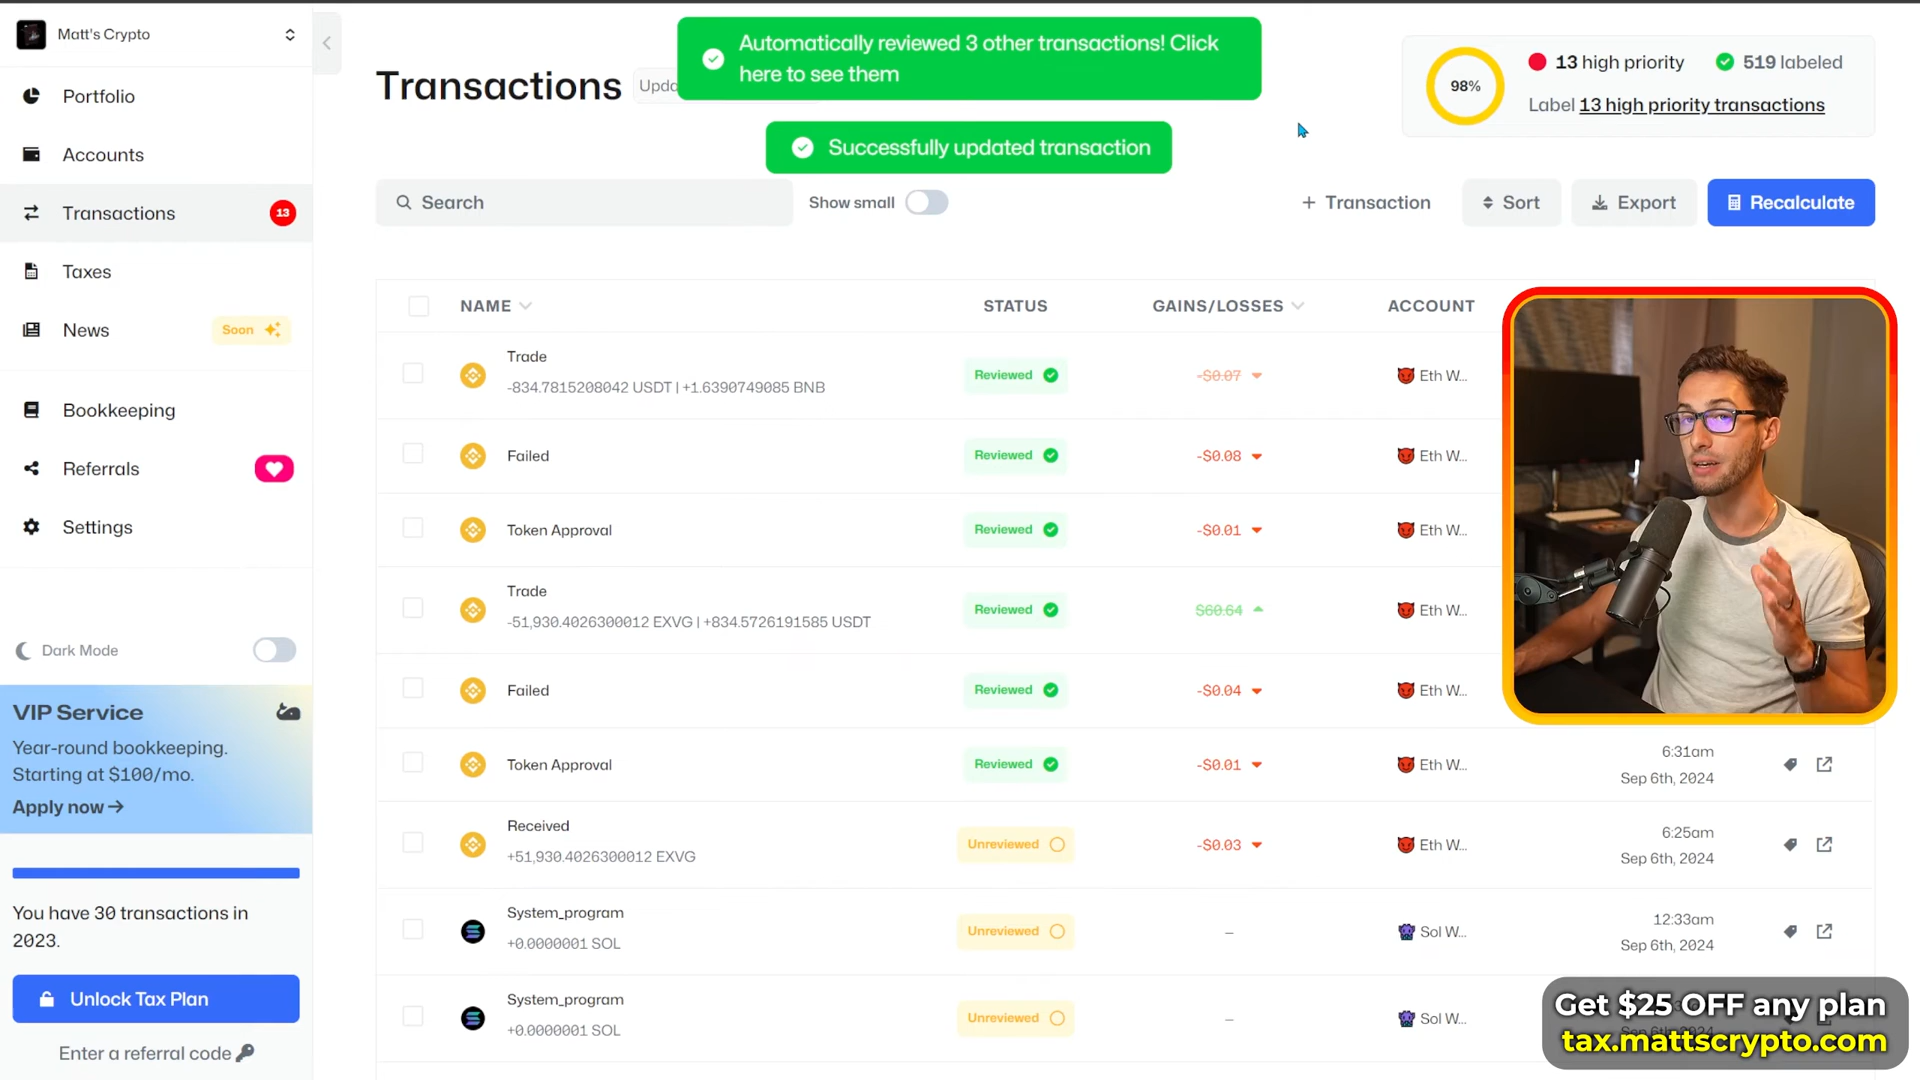 Matt's Crypto
Portfolio
Accounts
Transactions
13
Taxes
News
Soon
Bookkeeping
Referrals
Settings
Dark Mode
VIP Service
Year-round bookkeeping.
Starting at $100/mo.
Apply now →
You have 30 transactions in
2023.
Unlock Tax Plan
Enter a referral code
Transactions
Automatically reviewed 3 other transactions! Click
here to see them
Successfully updated transaction
98%
13 high priority
519 labeled
Label 13 high priority transactions
Search
Show small
+ Transaction
Sort
Export
Recalculate
NAME
STATUS
GAINS/LOSSES
ACCOUNT
Trade
-834.7815208042 USDT | +1.6390749085 BNB
Reviewed
-$0.07
Eth W...
Failed
Reviewed
-$0.08
Eth W...
Token Approval
Reviewed
-$0.01
Eth W...
Trade
-51,930.4026300012 EXVG | +834.5726191585 USDT
Reviewed
$60.64
Eth W...
Failed
Reviewed
-$0.04
Eth W...
Token Approval
Reviewed
-$0.01
Eth W...
6:31am
Sep 6th, 2024
Received
+51,930.4026300012 EXVG
Unreviewed
-$0.03
Eth W...
6:25am
Sep 6th, 2024
System_program
+0.0000001 SOL
Unreviewed
–
Sol W...
12:33am
Sep 6th, 2024
System_program
+0.0000001 SOL
Unreviewed
–
Sol W...
Get $25 OFF any plan
tax.mattscrypto.com